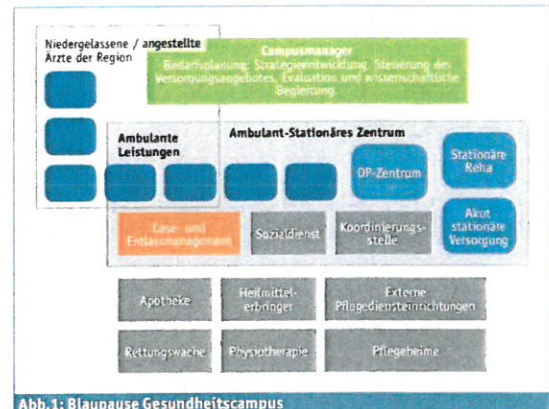 Niedergelassene / angestellte
Ärzte der Region
Campusmanager
Bedarfsplanung: Strategieentwicklung, Steuerung des
Versorgungsangebotes, Evaluation und wissenschaftliche
Begleitung.
Ambulante
Leistungen
Ambulant-Stationäres Zentrum
OP-Zentrum
Stationäre
Reha
Case- und
Entlassmanagement
Sozialdienst
Koordinierungs-
stelle
Akut
stationäre
Versorgung
Apotheke
Heilmittel-
erbringer
Externe
Pflegediensteinrichtungen
Rettungswache
Physiotherapie
Pflegeheime
Abb.1: Blaupause Gesundheitscampus